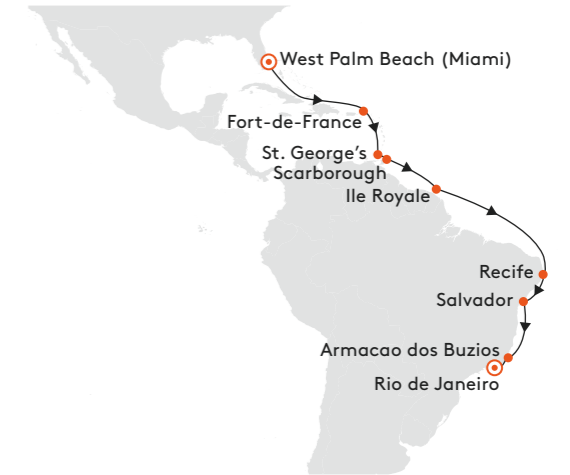 West Palm Beach (Miami)
Fort-de-France
St. George's
Scarborough
Ile Royale
Recife
Salvador
Armacao dos Buzios
Rio de Janeiro